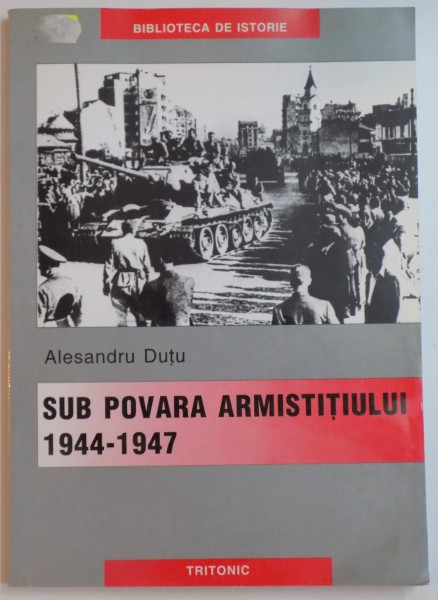 BIBLIOTECA DE ISTORIE
Alesandru Duțu
SUB POVARA ARMISTIȚIULUI
1944-1947
TRITONIC